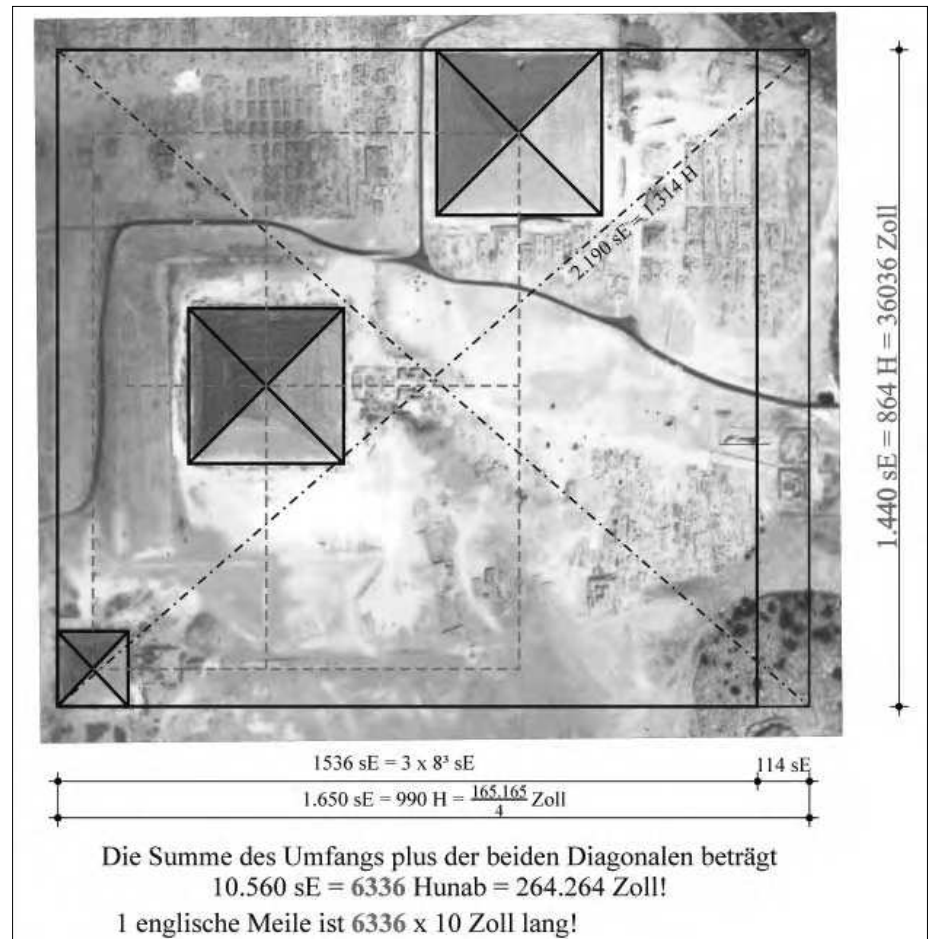 2.190 sE = 1.314 H
1.440 sE = 864 H = 36036 Zoll
1536 sE = 3 x 8³ sE
114 sE
1.650 sE = 990 H = 165.165/4 Zoll
Die Summe des Umfangs plus der beiden Diagonalen beträgt
10.560 sE = 6336 Hunab = 264.264 Zoll!
1 englische Meile ist 6336 x 10 Zoll lang!